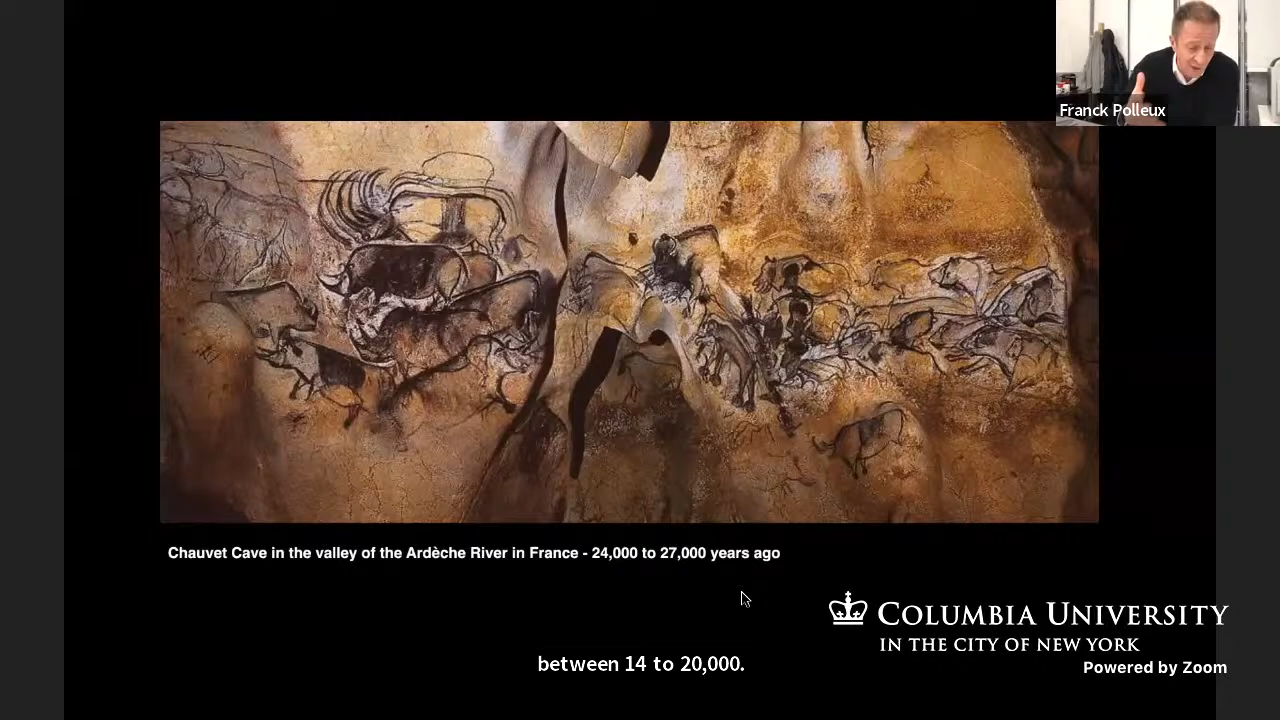 Franck Polleux
Chauvet Cave in the valley of the Ardèche River in France - 24,000 to 27,000 years ago
COLUMBIA UNIVERSITY
IN THE CITY OF NEW YORK
between 14 to 20,000.
Powered by Zoom